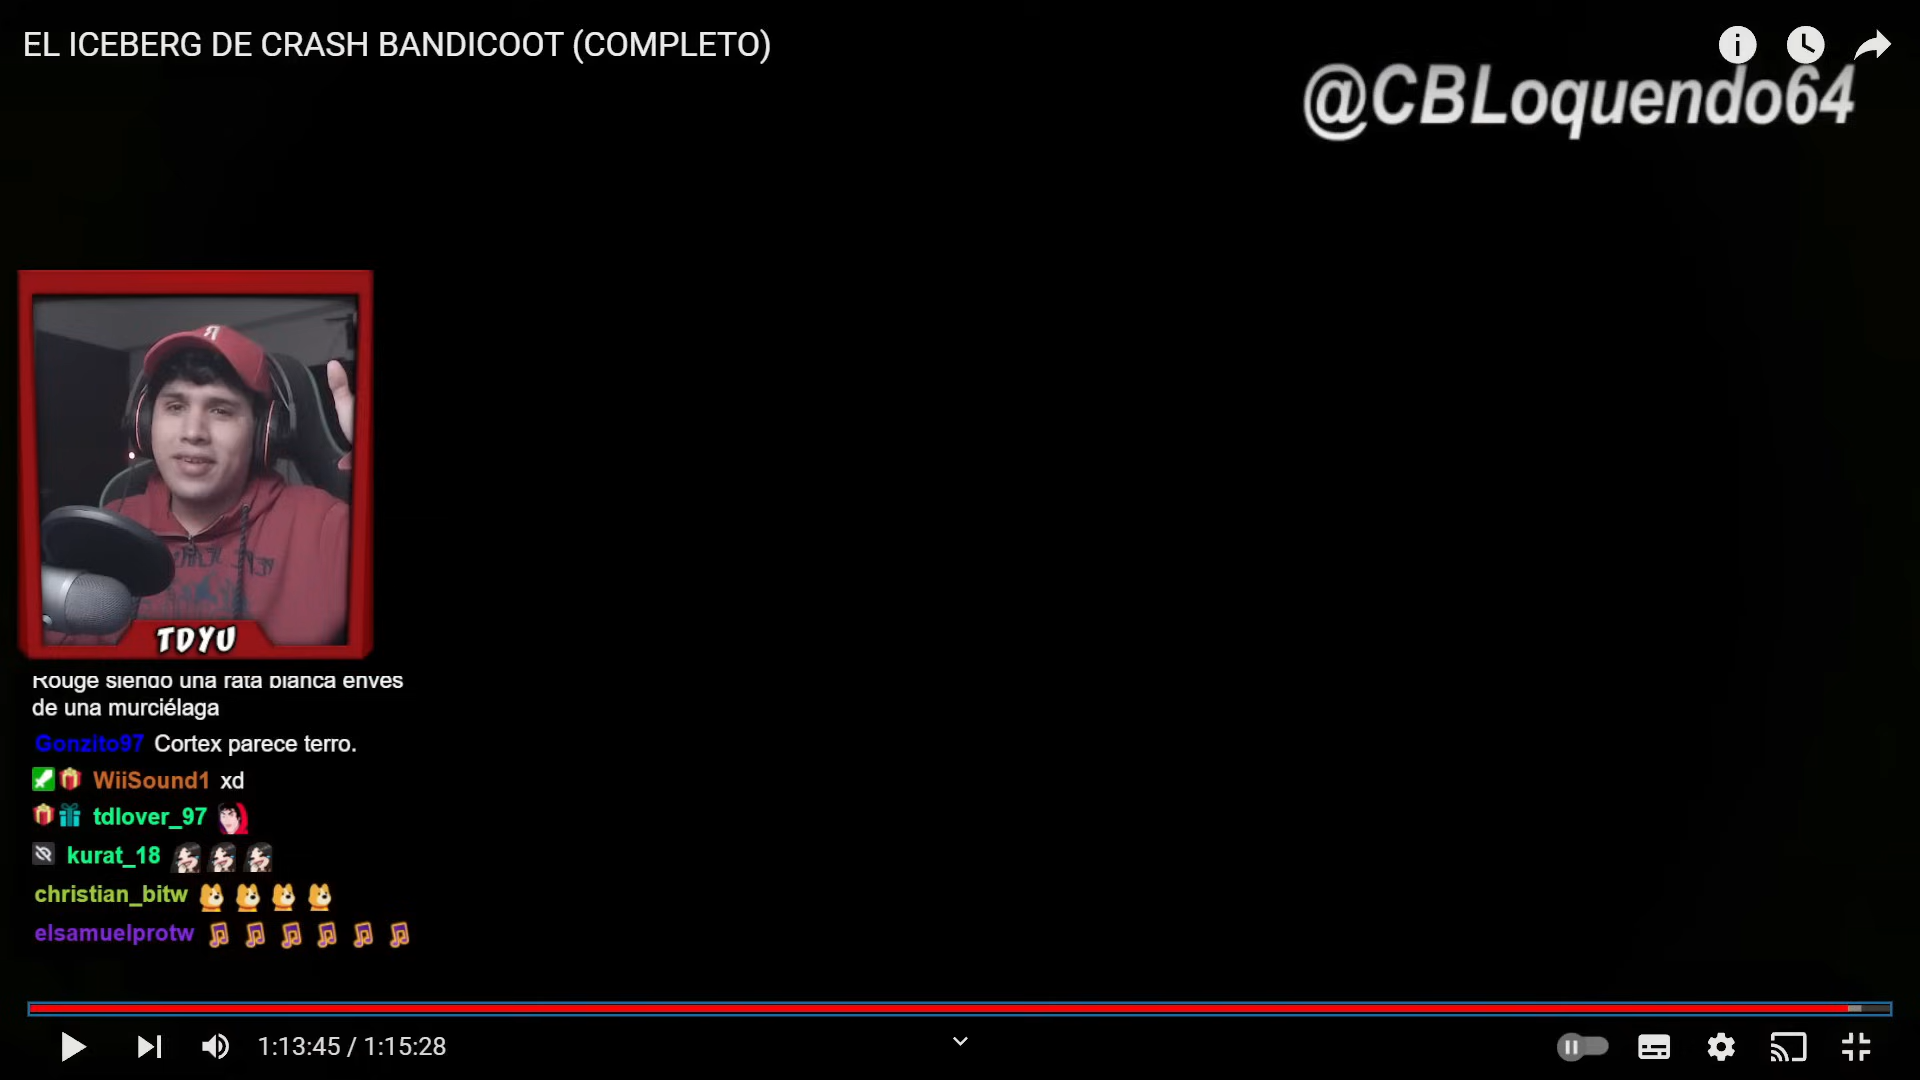 EL ICEBERG DE CRASH BANDICOOT (COMPLETO)
@CBLoquendo64
TDYU
Rouge siendo una rata blanca enves
de una murciélaga
Gonzito97 Cortex parece terro.
WiiSound1 xd
tdlover_97
kurat_18
christian_bitw
elsamuelprotw
1:13:45 / 1:15:28